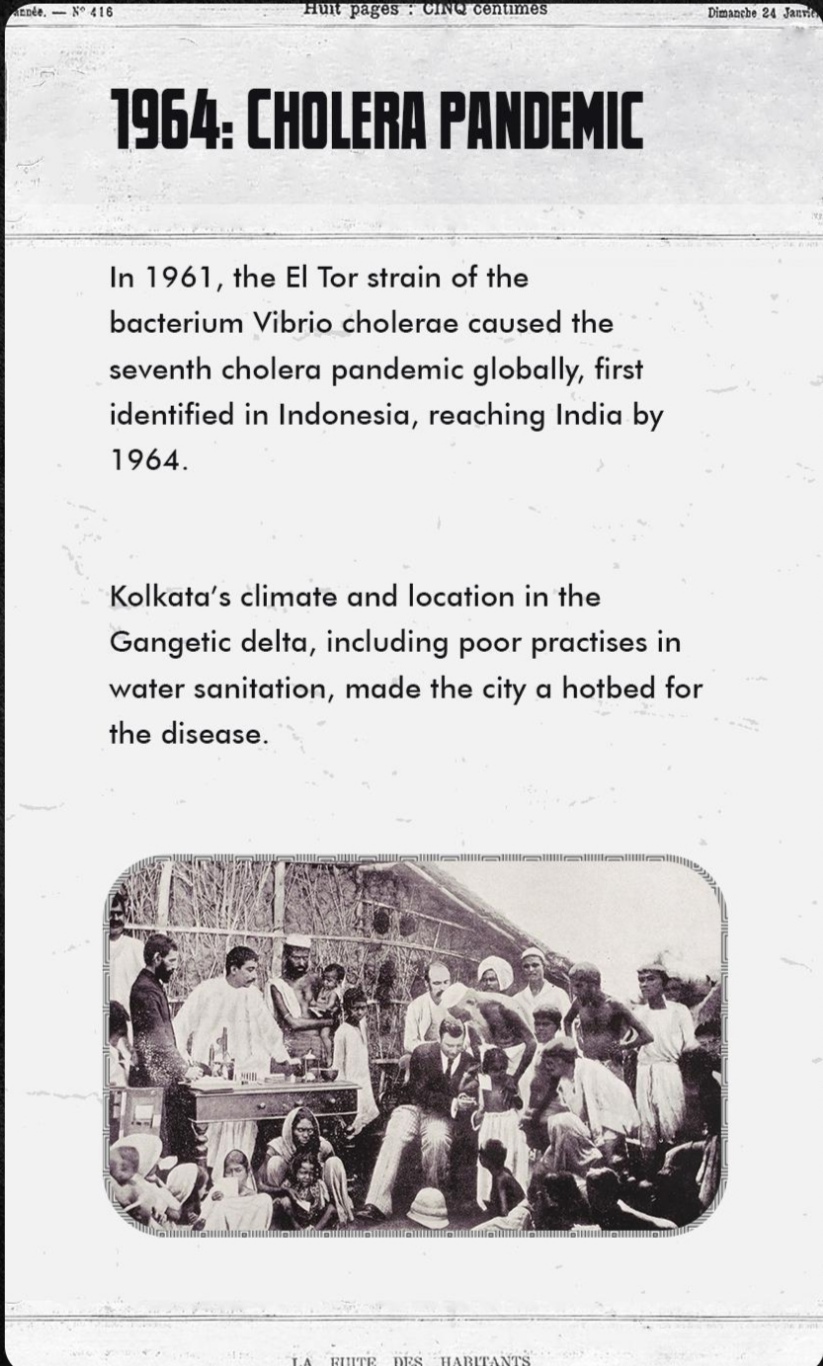 année. — N° 416
Huit pages : CINQ centimes
Dimanche 24
1964: CHOLERA PANDEMIC
In 1961, the El Tor strain of the
bacterium Vibrio cholerae caused the
seventh cholera pandemic globally, first
identified in Indonesia, reaching India by
1964.
Kolkata’s climate and location in the
Gangetic delta, including poor practises in
water sanitation, made the city a hotbed for
the disease.
LA FUITE DES HABITANTS